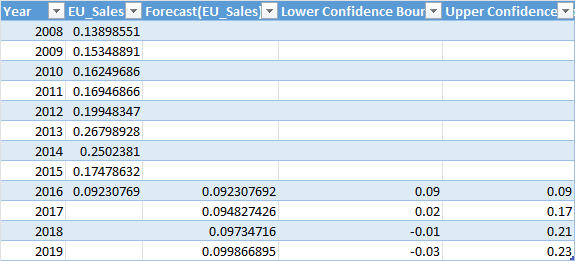 Year EU_Sales Forecast(EU_Sales) Lower Confidence Boun Upper Confidence
2008 0.13898551
2009 0.15348891
2010 0.16249686
2011 0.16946866
2012 0.19948347
2013 0.26798928
2014 0.2502381
2015 0.17478632
2016 0.09230769 0.092307692 0.09 0.09
2017 0.094827426 0.02 0.17
2018 0.09734716 -0.01 0.21
2019 0.099866895 -0.03 0.23